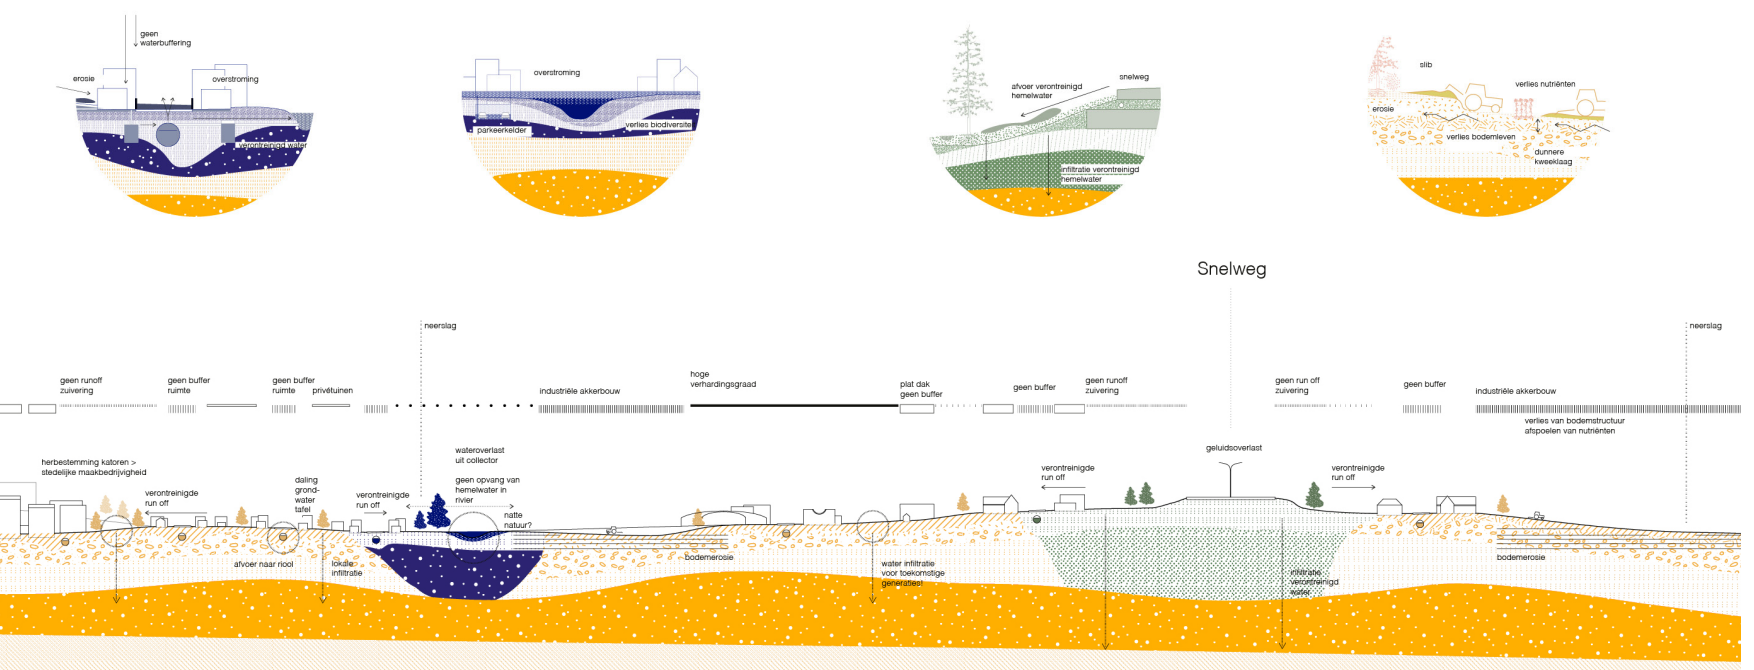 geen
waterbuffering
erosie
overstroming
verontreinigd water
overstroming
parkeerkelder
verlies biodiversiteit
snelweg
afvoer verontreinigd
hemelwater
infiltratie verontreinigd
hemelwater
slib
verlies nutriënten
erosie
verlies bodemleven
dunnere
kweeklaag
Snelweg
neerslag
neerslag
geen runoff
zuivering
geen buffer
ruimte
geen buffer
ruimte
privétuinen
industriële akkerbouw
hoge
verhardingsgraad
plat dak
geen buffer
geen buffer
geen runoff
zuivering
geen run off
zuivering
geen buffer
industriële akkerbouw
verlies van bodemstructuur
afspoelen van nutriënten
herbestemming katoren >
stedelijke maakbedrijvigheid
verontreinigde
run off
daling
grond-
water
tafel
verontreinigde
run off
wateroverlast
uit collector
geen opvang van
hemelwater in
rivier
natte
natuur?
geluidsoverlast
verontreinigde
run off
verontreinigde
run off
afvoer naar riool
lokale
infiltratie
bodemerosie
water infiltratie
voor toekomstige
generaties!
infiltratie
verontreinigd
water
bodemerosie